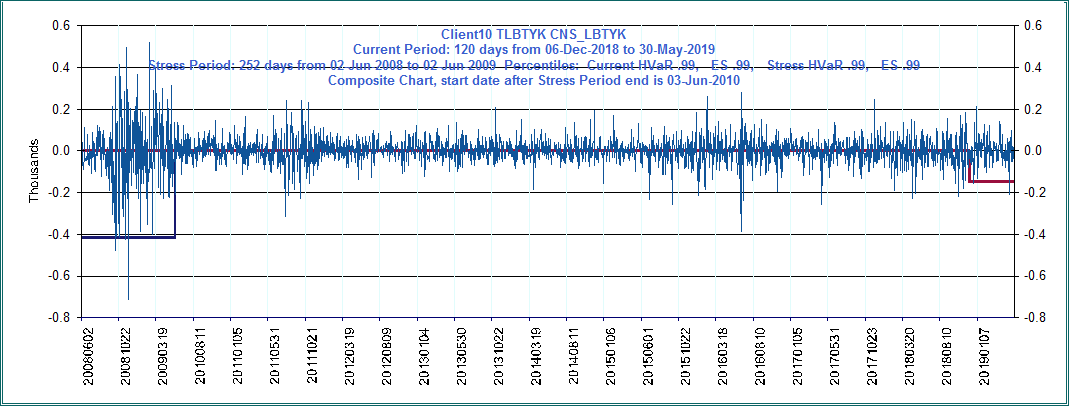 Client10 TLBTYK CNS_LBTYK
Current Period: 120 days from 06-Dec-2018 to 30-May-2019
Stress Period: 252 days from 02 Jun 2008 to 02 Jun 2009 Percentiles: Current HVaR .99, ES .99, Stress HVaR .99, ES .99
Composite Chart, start date after Stress Period end is 03-Jun-2010
0.6 0.6
0.4 0.4
0.2 0.2
0.0 0.0
-0.2 -0.2
-0.4 -0.4
-0.6 -0.6
-0.8 -0.8
Thousands
20080602 20081022 20090319 20100811 20110105 20110531 20111021 20120319 20120809 20130104 20130530 20131022 20140319 20140811 20150106 20150601 20151022 20160318 20160810 20170105 20170531 20171023 20180320 20180810 20190107